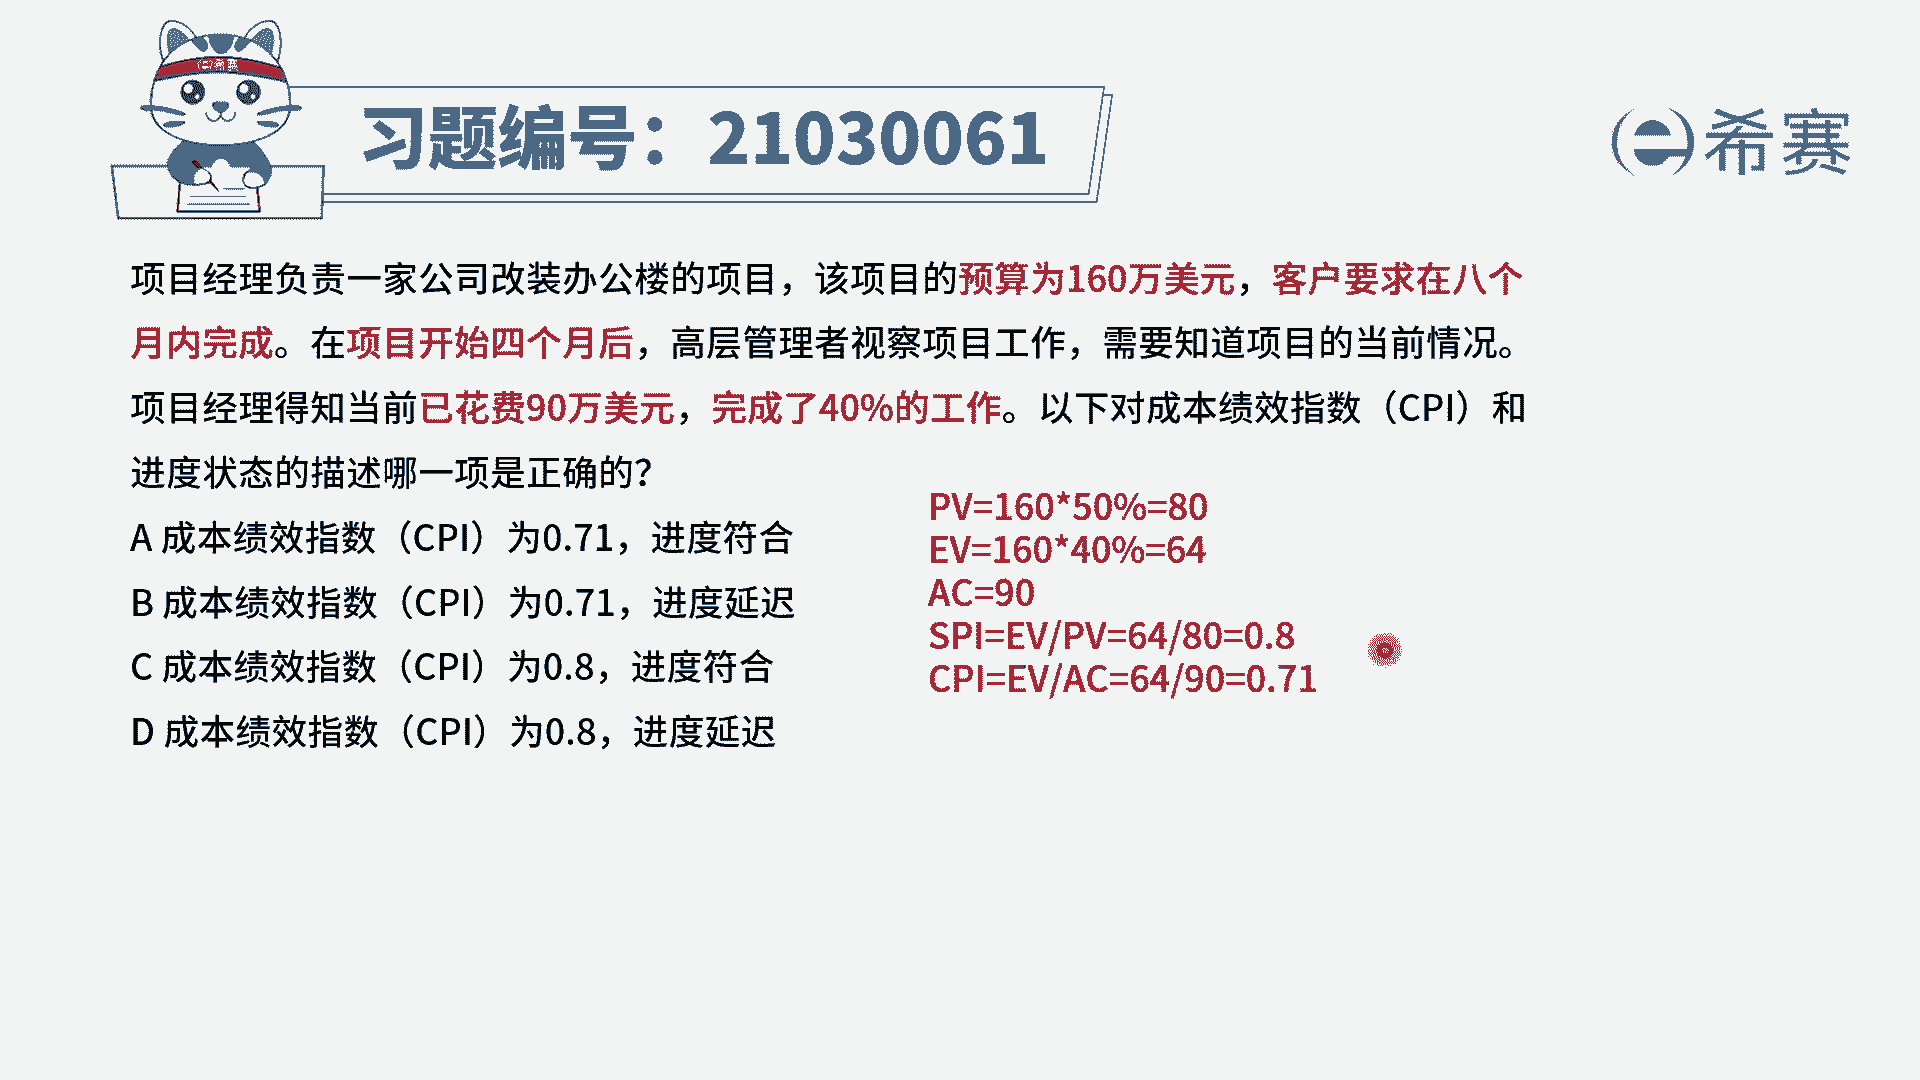 希赛
习题编号：21030061
希赛
项目经理负责一家公司改装办公楼的项目，该项目的预算为160万美元，客户要求在八个
月内完成。在项目开始四个月后，高层管理者视察项目工作，需要知道项目的当前情况。
项目经理得知当前已花费90万美元，完成了40%的工作。以下对成本绩效指数（CPI）和
进度状态的描述哪一项是正确的？
A 成本绩效指数（CPI）为0.71，进度符合
B 成本绩效指数（CPI）为0.71，进度延迟
C 成本绩效指数（CPI）为0.8，进度符合
D 成本绩效指数（CPI）为0.8，进度延迟
PV=160*50%=80
EV=160*40%=64
AC=90
SPI=EV/PV=64/80=0.8
CPI=EV/AC=64/90=0.71